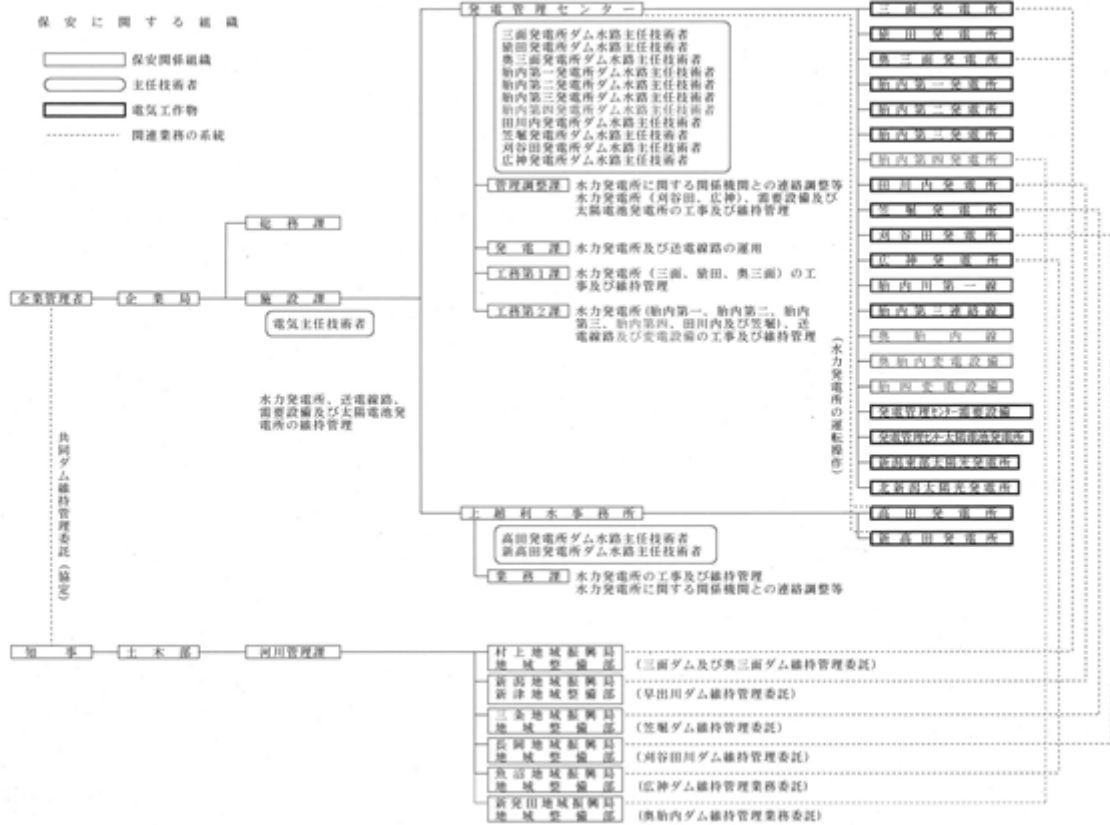 保安に関する組織
保安関係組織
主任技術者
電気工作物
関連業務の系統
企業管理者
企業局
総務課
施設課
電気主任技術者
水力発電所、送電線路、
需要設備及び太陽電池発
電所の維持管理
発電管理センター
三面発電所ダム水路主任技術者
猿田発電所ダム水路主任技術者
奥三面発電所ダム水路主任技術者
胎内第一発電所ダム水路主任技術者
胎内第二発電所ダム水路主任技術者
胎内第三発電所ダム水路主任技術者
胎内第四発電所ダム水路主任技術者
田川内発電所ダム水路主任技術者
笠堀発電所ダム水路主任技術者
刈谷田発電所ダム水路主任技術者
広神発電所ダム水路主任技術者
管理調整課
水力発電所に関する関係機関との連絡調整等
水力発電所（刈谷田、広神）、需要設備及び
太陽電池発電所の工事及び維持管理
発電課
水力発電所及び送電線路の運用
工務第1課
水力発電所（三面、猿田、奥三面）の工
事及び維持管理
工務第2課
水力発電所（胎内第一、胎内第二、胎内
第三、胎内第四、田川内及び笠堀）、送
電線路及び変電設備の工事及び維持管理
上越利水事務所
高田発電所ダム水路主任技術者
新高田発電所ダム水路主任技術者
業務課
水力発電所の工事及び維持管理
水力発電所に関する関係機関との連絡調整等
（水力発電所の運転操作）
三面発電所
猿田発電所
奥三面発電所
胎内第一発電所
胎内第二発電所
胎内第三発電所
胎内第四発電所
田川内発電所
笠堀発電所
刈谷田発電所
広神発電所
胎内川第一線
胎内第三連絡線
奥胎内線
奥胎内変電設備
胎四変電設備
発電管理センター需要設備
発電管理センター太陽電池発電所
新潟東部太陽光発電所
北新潟太陽光発電所
高田発電所
新高田発電所
共同ダム維持管理委託（協定）
知事
土木部
河川管理課
村上地域振興局
地域整備部
（三面ダム及び奥三面ダム維持管理委託）
新潟地域振興局
新津地域整備部
（早出川ダム維持管理委託）
三条地域振興局
地域整備部
（笠堀ダム維持管理委託）
長岡地域振興局
地域整備部
（刈谷田川ダム維持管理委託）
魚沼地域振興局
地域整備部
（広神ダム維持管理業務委託）
新発田地域振興局
地域整備部
（奥胎内ダム維持管理業務委託）